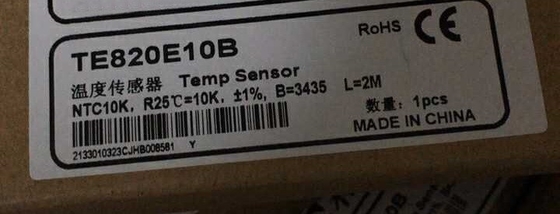 RoHS CE
TE820E10B
温度传感器 Temp Sensor
NTC10K, R25℃=10K, ±1%, B=3435 L=2M
数量: 1pcs
MADE IN CHINA
2133010323CJHB008581 Y